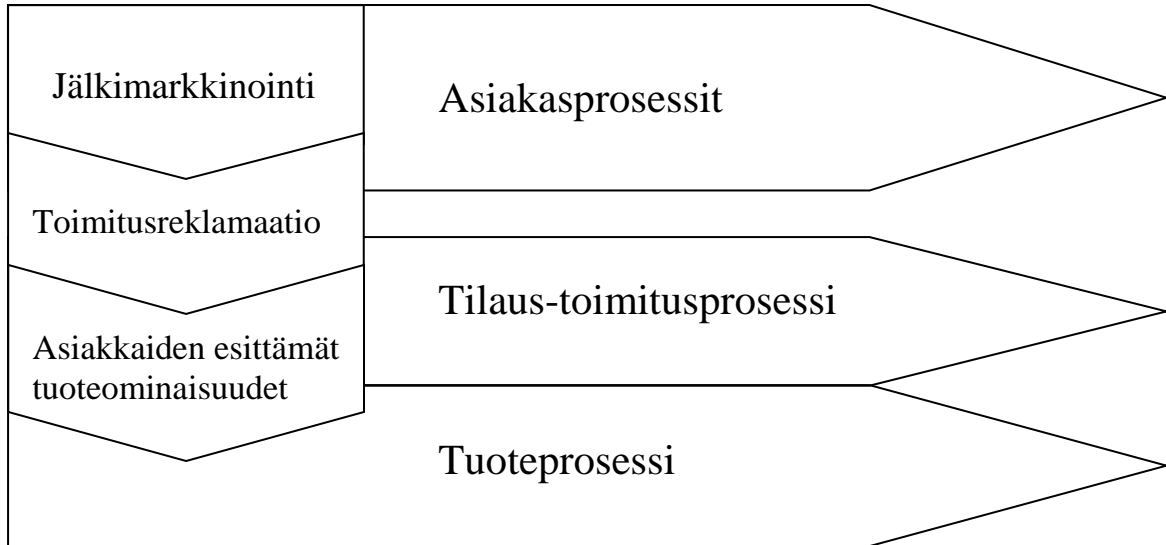 Jälkimarkkinointi
Asiakasprosessit
Toimitusreklamaatio
Tilaus-toimitusprosessi
Asiakkaiden esittämät
tuoteominaisuudet
Tuoteprosessi